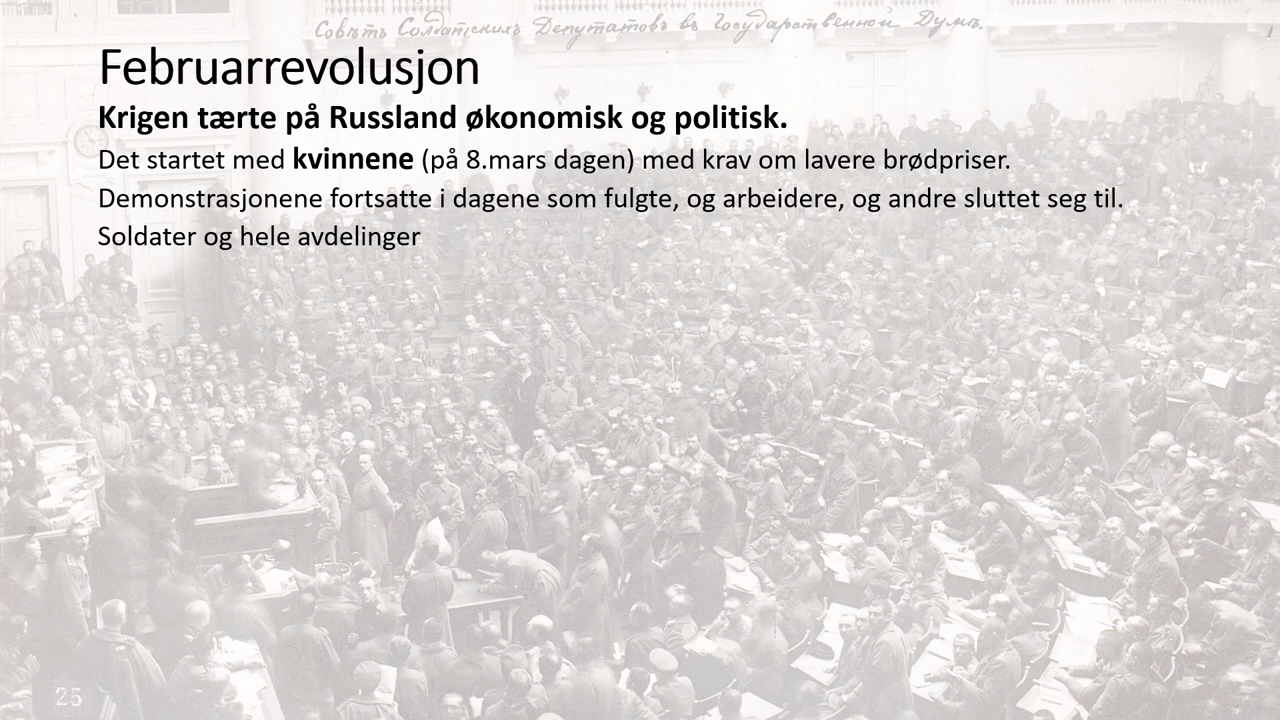 Совѣтъ Солдатскихъ Депутатовъ въ Государственной Думѣ.
Februarrevolusjon
Krigen tærte på Russland økonomisk og politisk.
Det startet med kvinnene (på 8.mars dagen) med krav om lavere brødpriser.
Demonstrasjonene fortsatte i dagene som fulgte, og arbeidere, og andre sluttet seg til.
Soldater og hele avdelinger
25